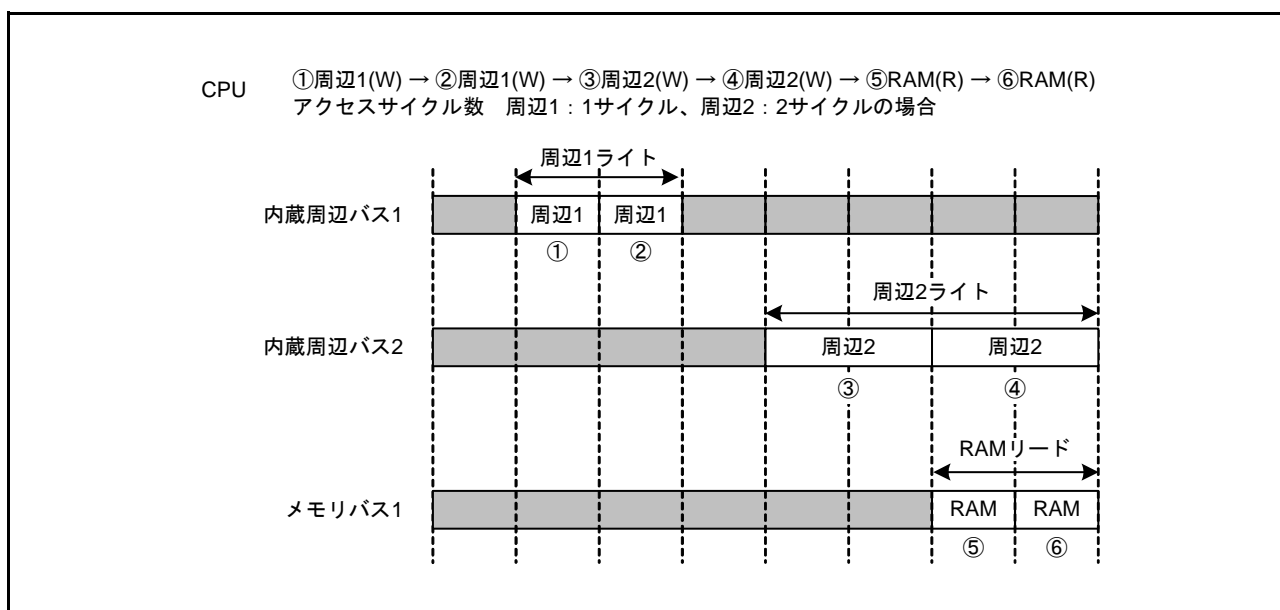 CPU ①周辺1(W) → ②周辺1(W) → ③周辺2(W) → ④周辺2(W) → ⑤RAM(R) → ⑥RAM(R)
アクセスサイクル数 周辺1：1サイクル、周辺2：2サイクルの場合
周辺1ライト
内蔵周辺バス1 周辺1 周辺1
① ②
周辺2ライト
内蔵周辺バス2 周辺2 周辺2
③ ④
RAMリード
メモリバス1 RAM RAM
⑤ ⑥